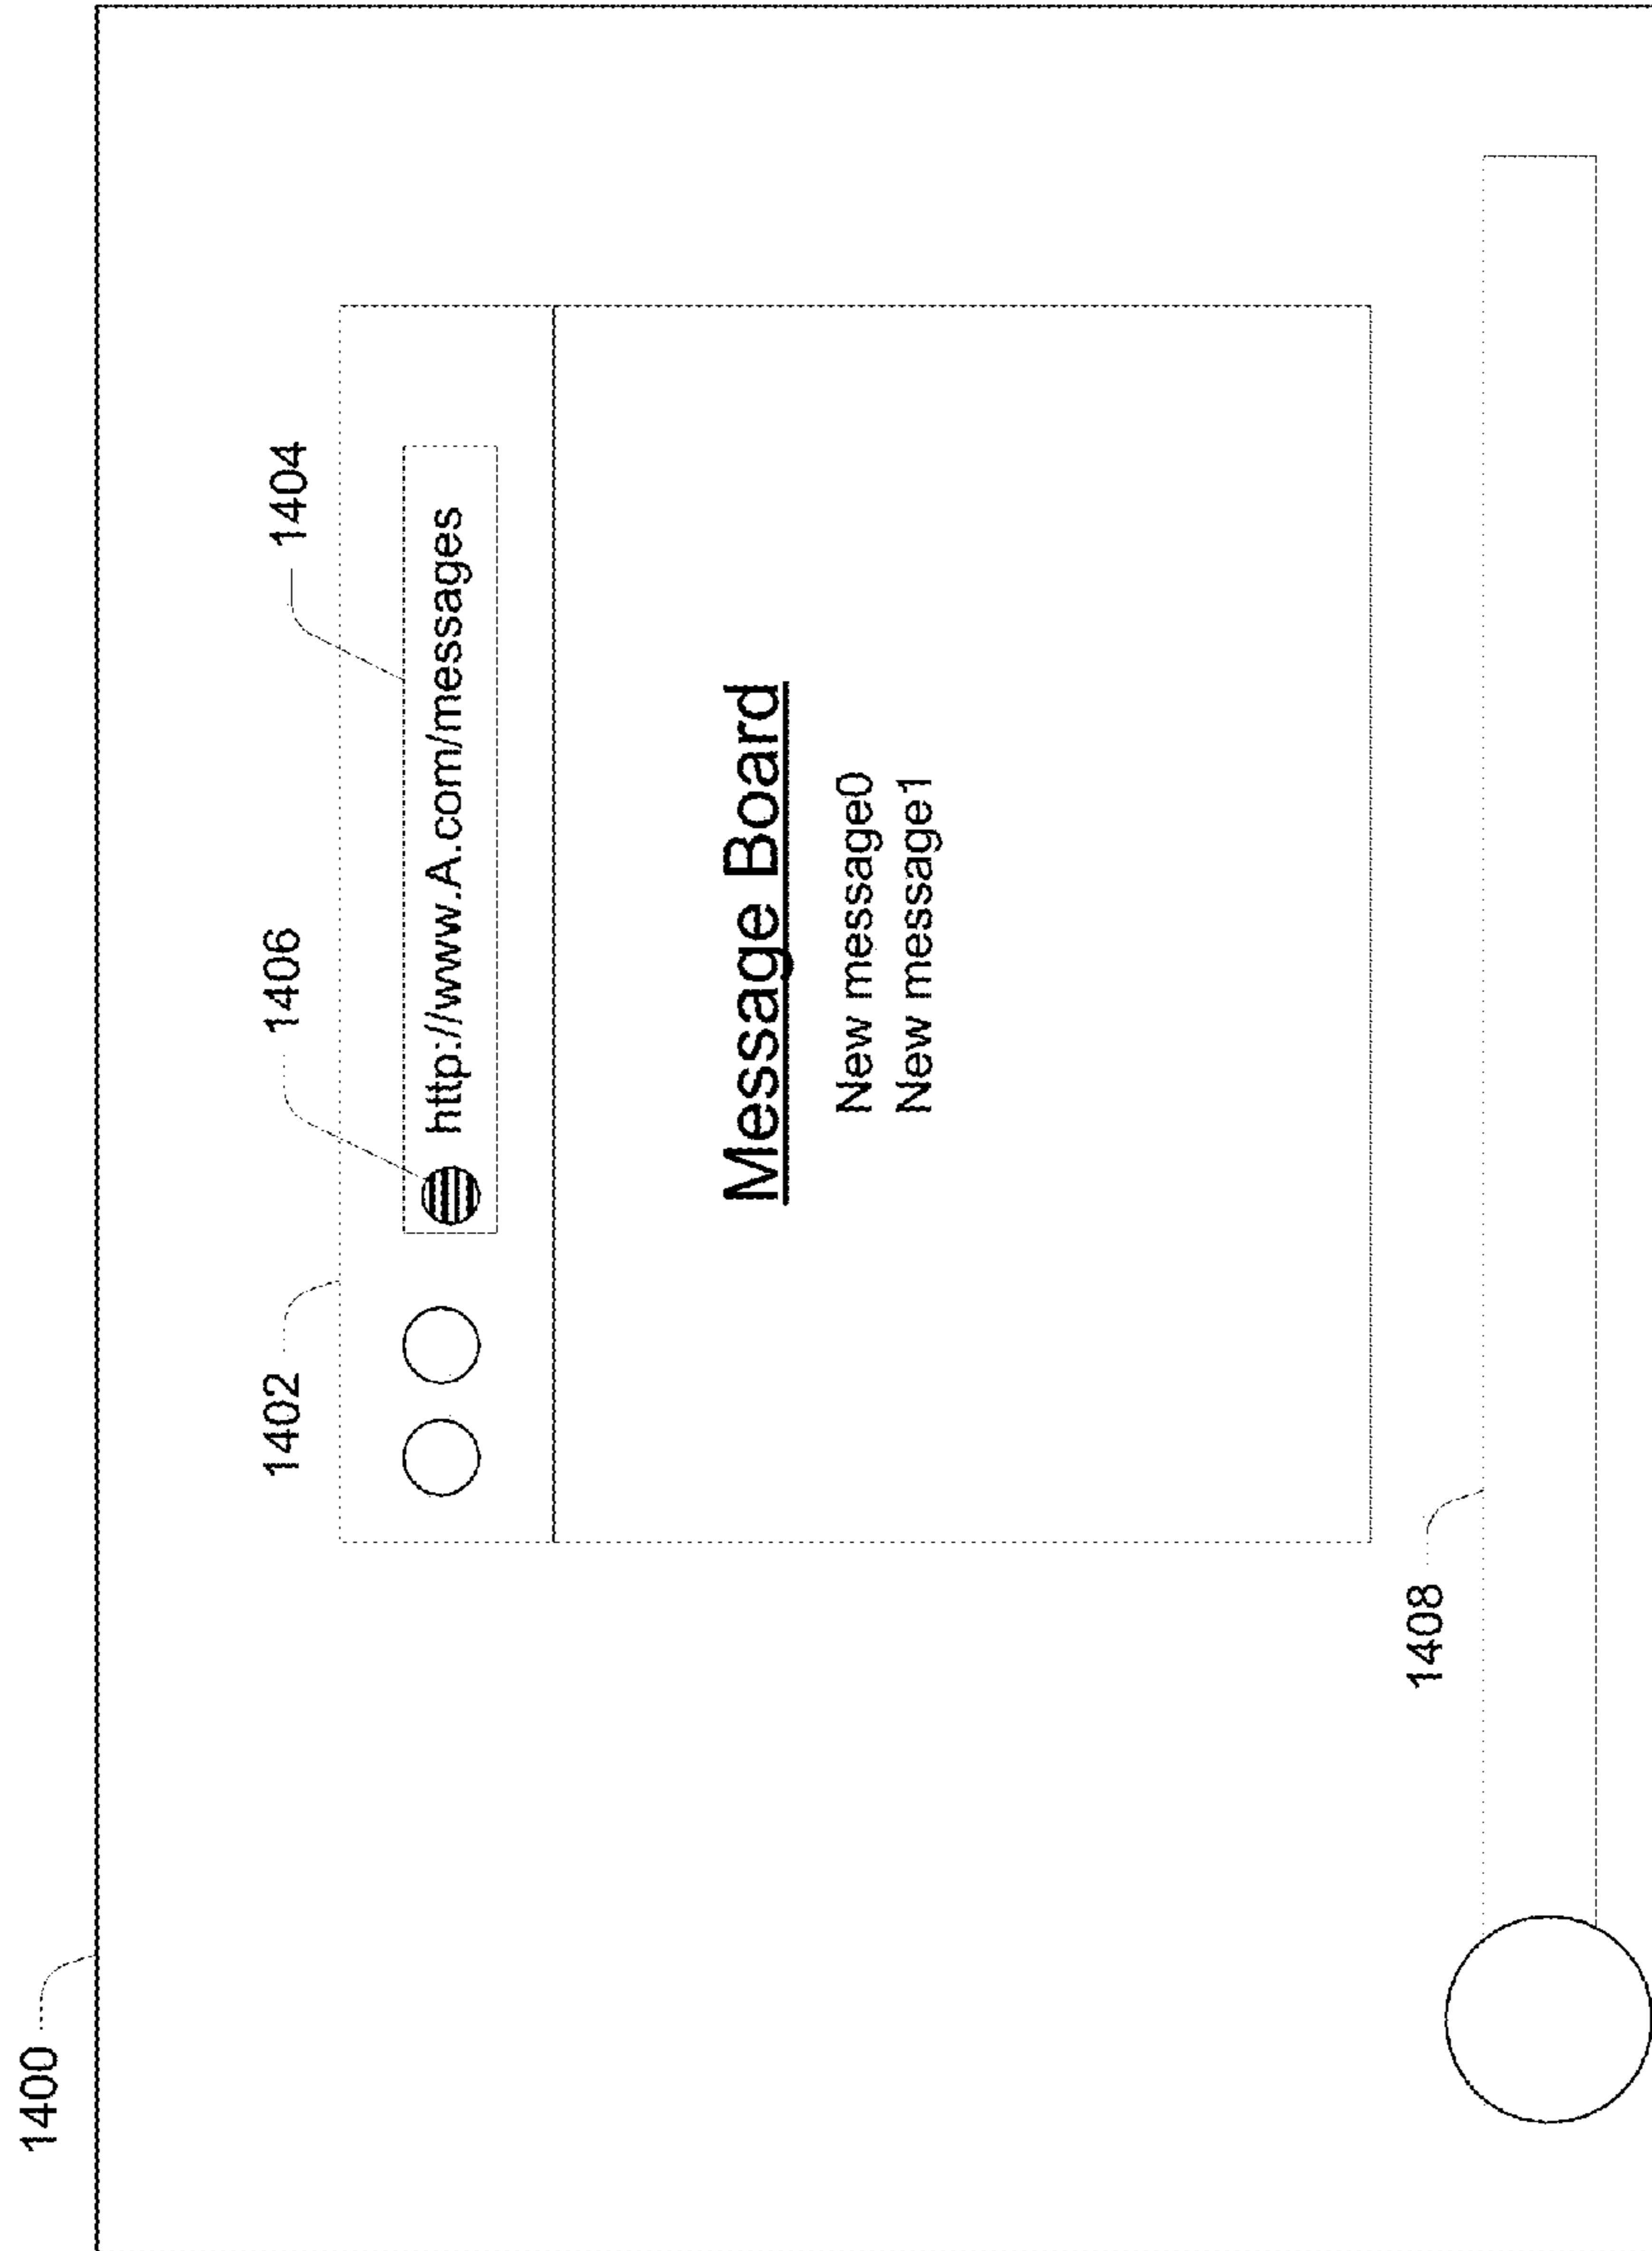 1400
1402
1406
1404
http://www.A.com/messages
Message Board
New message0
New message1
1408